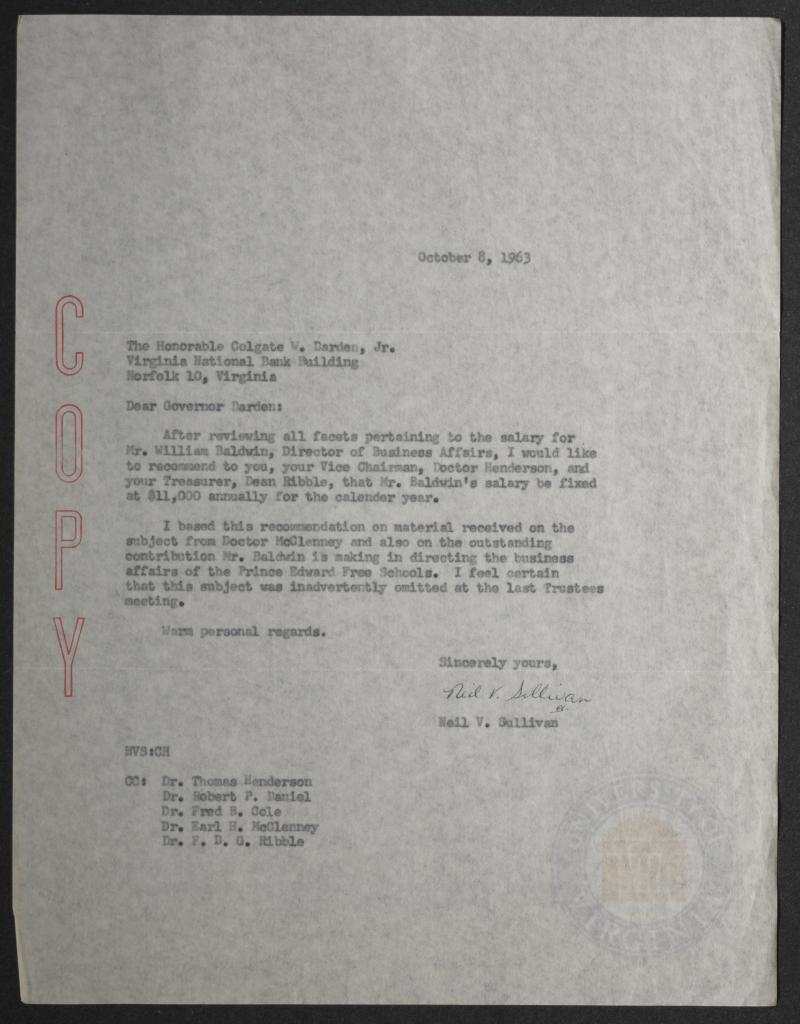 October 8, 1963
COPY
The Honorable Colgate W. Darden, Jr.
Virginia National Bank Building
Norfolk 10, Virginia
Dear Governor Darden:
After reviewing all facets pertaining to the salary for
Mr. William Baldwin, Director of Business Affairs, I would like
to recommend to you, your Vice Chairman, Doctor Henderson, and
your Treasurer, Dean Ribble, that Mr. Baldwin's salary be fixed
at $11,000 annually for the calender year.
I based this recommendation on material received on the
subject from Doctor McClenney and also on the outstanding
contribution Mr. Baldwin is making in directing the business
affairs of the Prince Edward Free Schools. I feel certain
that this subject was inadvertently omitted at the last Trustees
meeting.
Warm personal regards.
Sincerely yours,
Neil V. Sullivan
Neil V. Sullivan
NVS:CH
CC: Dr. Thomas Henderson
Dr. Robert P. Daniel
Dr. Fred B. Cole
Dr. Earl H. McClenney
Dr. F. D. G. Ribble
VIRGINIA